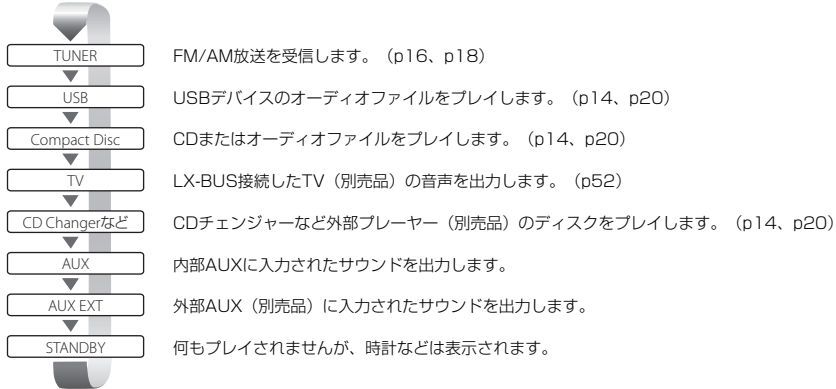 TUNER FM/AM放送を受信します。（p16、p18）
USB USBデバイスのオーディオファイルをプレイします。（p14、p20）
Compact Disc CDまたはオーディオファイルをプレイします。（p14、p20）
TV LX-BUS接続したTV（別売品）の音声を出力します。（p52）
CD Changerなど CDチェンジャーなど外部プレーヤー（別売品）のディスクをプレイします。（p14、p20）
AUX 内部AUXに入力されたサウンドを出力します。
AUX EXT 外部AUX（別売品）に入力されたサウンドを出力します。
STANDBY 何もプレイされませんが、時計などは表示されます。